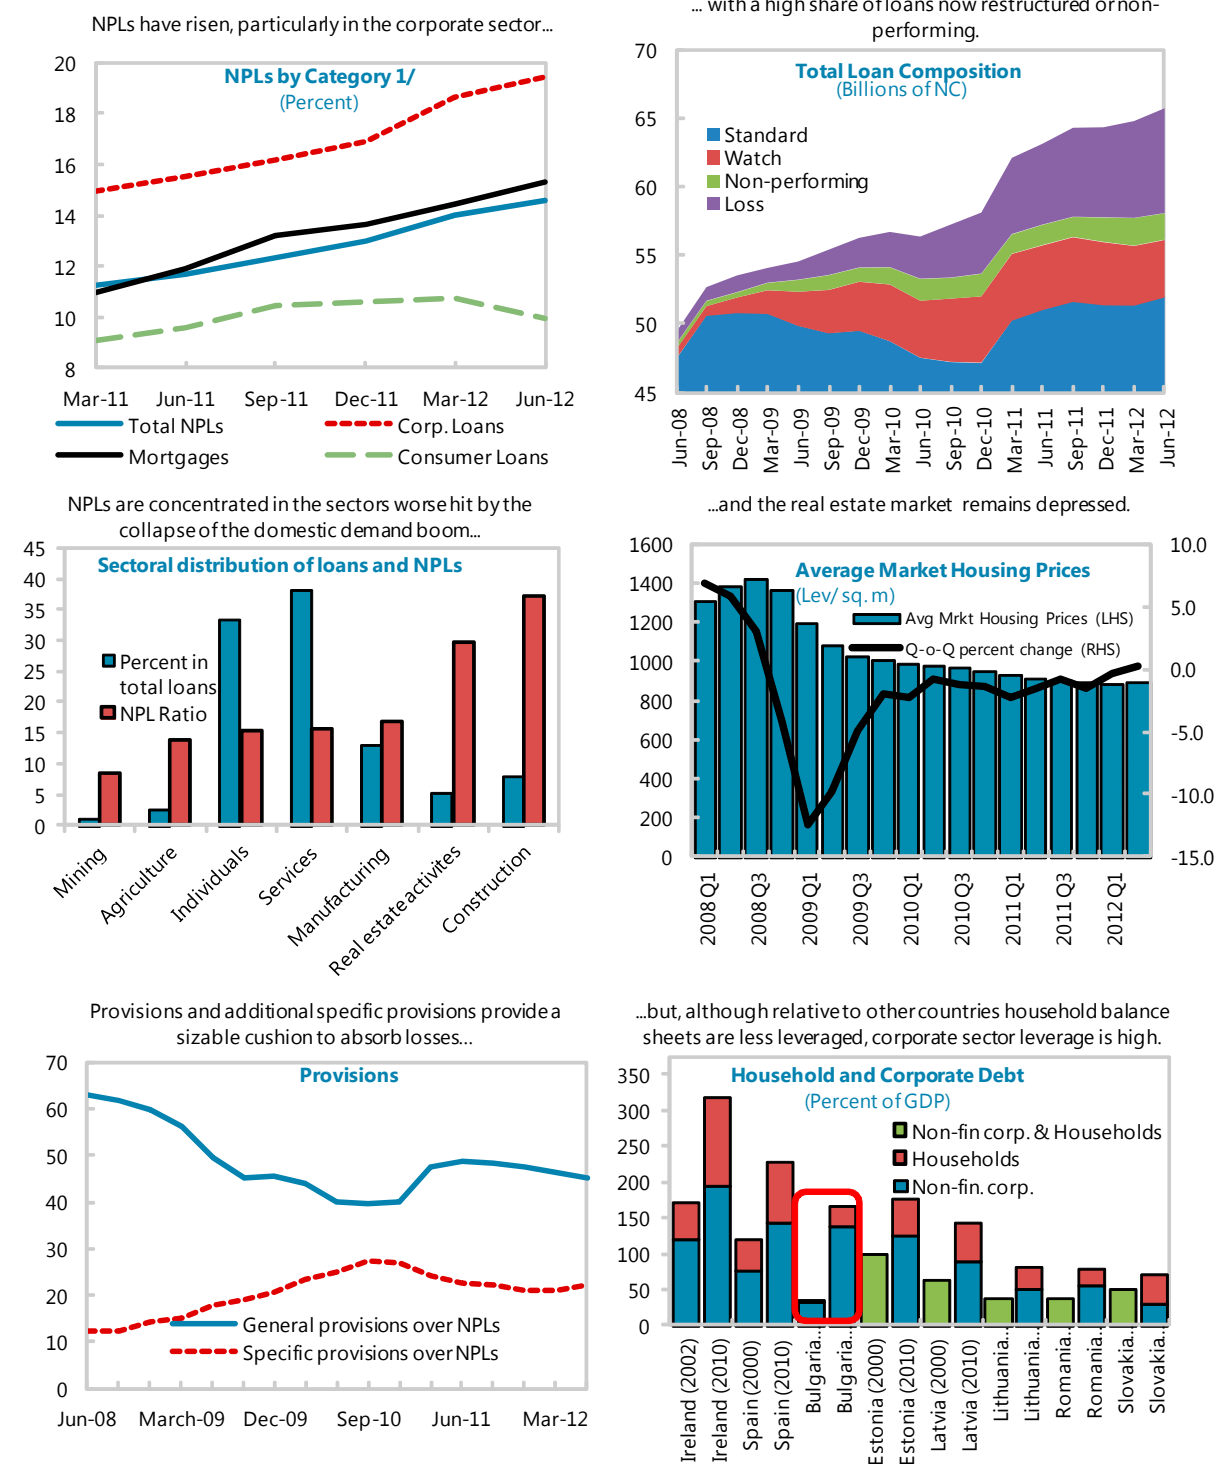 NPLs have risen, particularly in the corporate sector...
NPLs by Category 1/
(Percent)
20
18
16
14
12
10
8
Mar-11 Jun-11 Sep-11 Dec-11 Mar-12 Jun-12
Total NPLs
Corp. Loans
Mortgages
Consumer Loans
... with a high share of loans now restructured or non-
performing.
Total Loan Composition
(Billions of NC)
70
65
60
55
50
45
Standard
Watch
Non-performing
Loss
Jun-08 Sep-08 Dec-08 Mar-09 Jun-09 Sep-09 Dec-09 Mar-10 Jun-10 Sep-10 Dec-10 Mar-11 Jun-11 Sep-11 Dec-11 Mar-12 Jun-12
NPLs are concentrated in the sectors worse hit by the
collapse of the domestic demand boom...
Sectoral distribution of loans and NPLs
45
40
35
30
25
20
15
10
5
0
Percent in
total loans
NPL Ratio
Mining
Agriculture
Individuals
Services
Manufacturing
Real estate activites
Construction
...and the real estate market remains depressed.
Average Market Housing Prices
(Lev/ sq. m)
Avg Mrkt Housing Prices (LHS)
Q-o-Q percent change (RHS)
1600
1400
1200
1000
800
600
400
200
0
10.0
5.0
0.0
-5.0
-10.0
-15.0
2008 Q1 2008 Q3 2009 Q1 2009 Q3 2010 Q1 2010 Q3 2011 Q1 2011 Q3 2012 Q1
Provisions and additional specific provisions provide a
sizable cushion to absorb losses...
Provisions
70
60
50
40
30
20
10
0
General provisions over NPLs
Specific provisions over NPLs
Jun-08 March-09 Dec-09 Sep-10 Jun-11 Mar-12
...but, although relative to other countries household balance
sheets are less leveraged, corporate sector leverage is high.
Household and Corporate Debt
(Percent of GDP)
350
300
250
200
150
100
50
0
Non-fin corp. & Households
Households
Non-fin. corp.
Ireland (2002)
Ireland (2010)
Spain (2000)
Spain (2010)
Bulgaria...
Bulgaria...
Estonia (2000)
Estonia (2010)
Latvia (2000)
Latvia (2010)
Lithuania...
Lithuania...
Romania...
Romania...
Slovakia...
Slovakia...